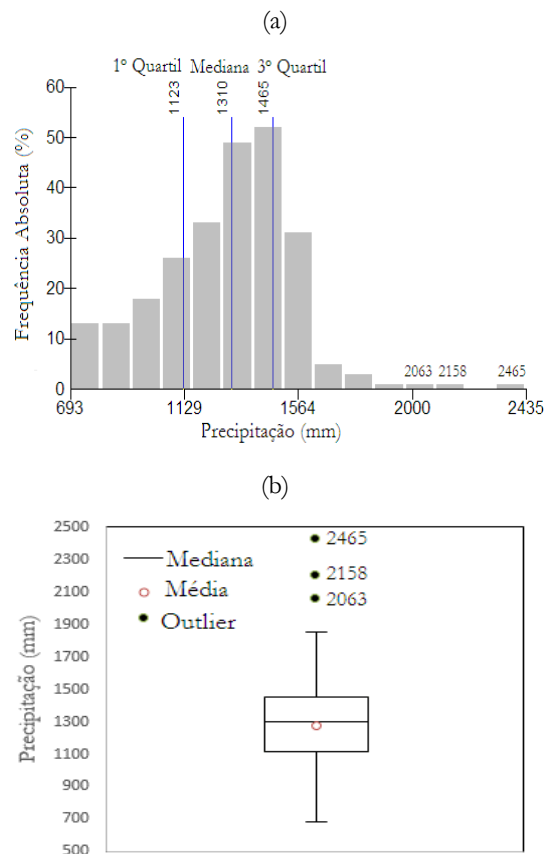 (a)
1º Quartil Mediana 3º Quartil
1123 1310 1465
60
50
40
30
20
10
0
Frequência Absoluta (%)
2063 2158 2465
693 1129 1564 2000 2435
Precipitação (mm)
(b)
2500
2300
2100
1900
1700
1500
1300
1100
900
700
500
Precipitação (mm)
Mediana
Média
Outlier
2465
2158
2063